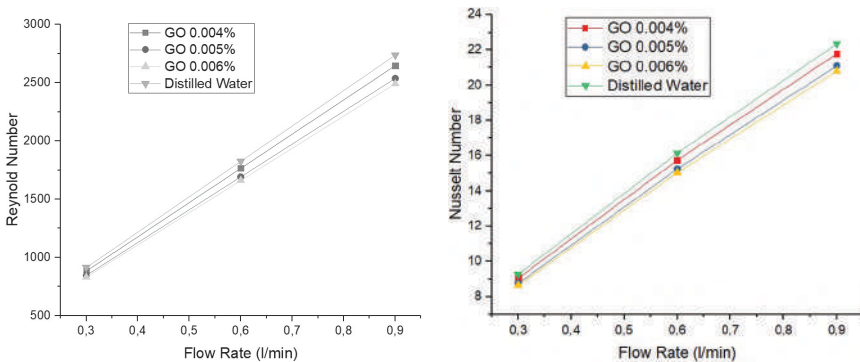 3000
2500
2000
1500
1000
500
Reynold Number
GO 0.004%
GO 0.005%
GO 0.006%
Distilled Water
0,3 0,4 0,5 0,6 0,7 0,8 0,9
Flow Rate (l/min)
24
22
20
18
16
14
12
10
8
Nusselt Number
GO 0.004%
GO 0.005%
GO 0.006%
Distilled Water
0,3 0,4 0,5 0,6 0,7 0,8 0,9
Flow Rate (l/min)